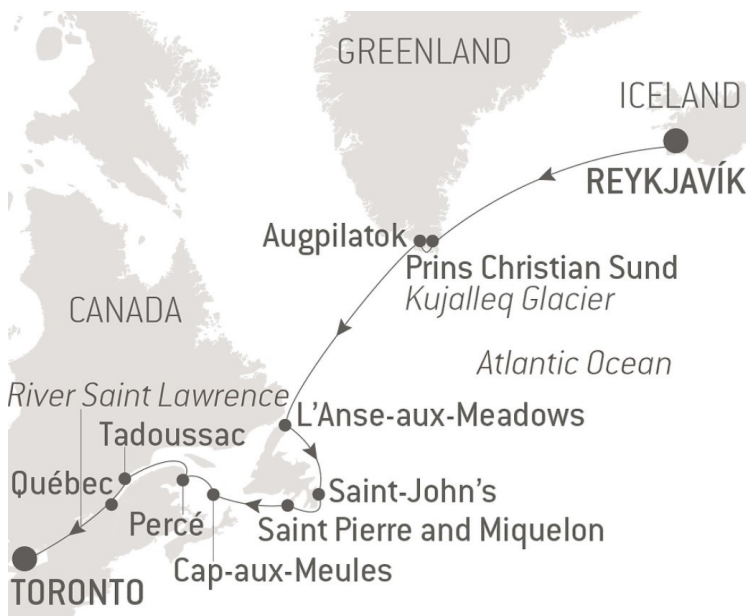 GREENLAND
ICELAND
REYKJAVÍK
Augpilatok
Prins Christian Sund
Kujalleq Glacier
CANADA
Atlantic Ocean
River Saint Lawrence
L'Anse-aux-Meadows
Tadoussac
Québec
Saint-John's
Percé
Saint Pierre and Miquelon
Cap-aux-Meules
TORONTO